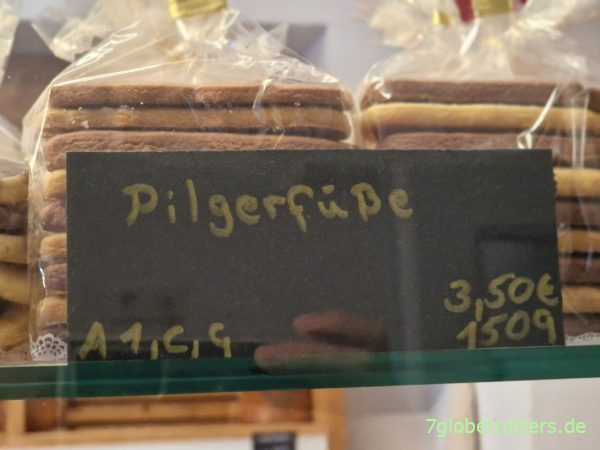 Pilgerfüße
3,50€
A1,C,G
150g
7globetrotters.de